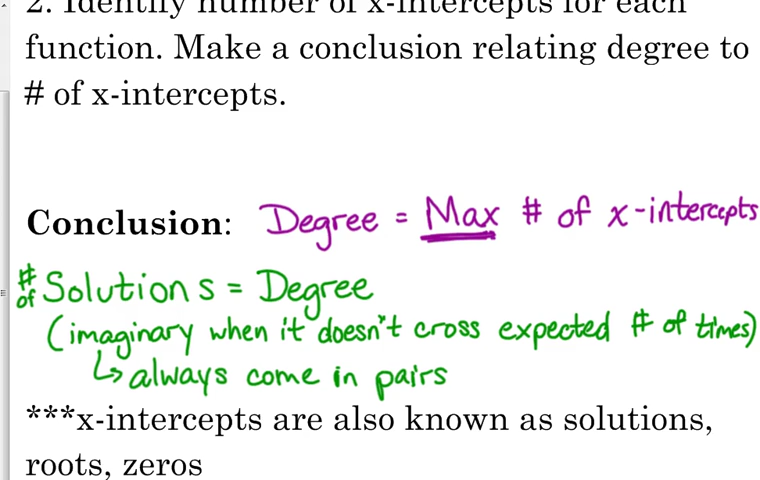 2. Identify number of x-intercepts for each
function. Make a conclusion relating degree to
# of x-intercepts.
Conclusion: Degree = Max # of x-intercepts
# of Solutions = Degree
(imaginary when it doesn't cross expected # of times)
↳ always come in pairs
***x-intercepts are also known as solutions,
roots, zeros